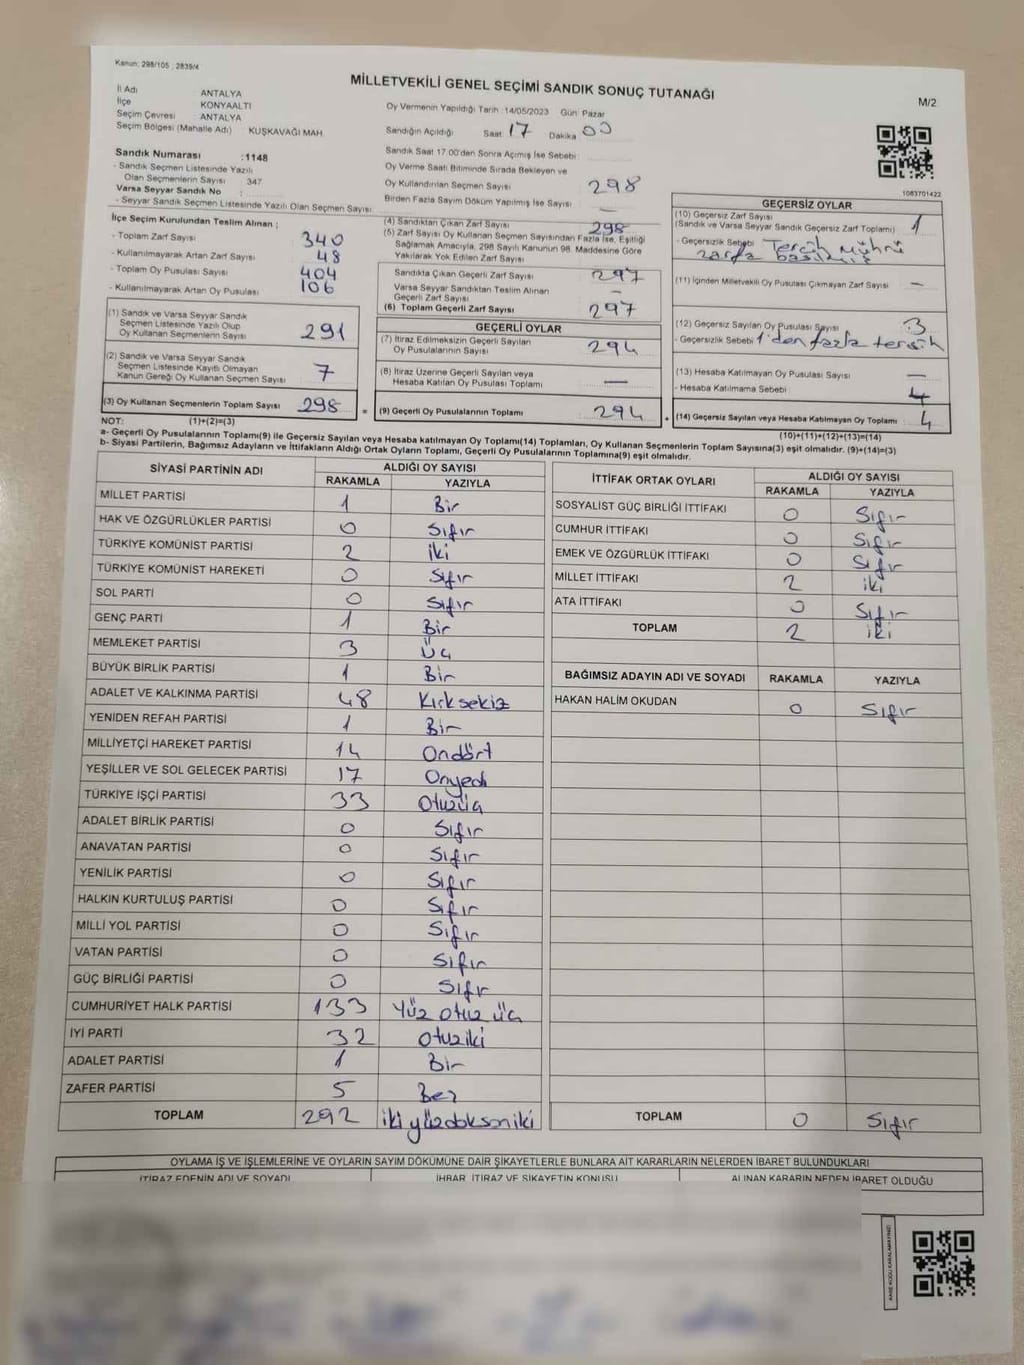 Kanun: 298/105 ; 2839/4
MİLLETVEKİLİ GENEL SEÇİMİ SANDIK SONUÇ TUTANAĞI
M/2
İl Adı ANTALYA
İlçe KONYAALTI
Seçim Çevresi ANTALYA
Seçim Bölgesi (Mahalle Adı) KUŞKAVAĞI MAH.
Sandık Numarası :1148
- Sandık Seçmen Listesinde Yazılı
Olan Seçmenlerin Sayısı 347
Varsa Seyyar Sandık No :
- Seyyar Sandık Seçmen Listesinde Yazılı Olan Seçmen Sayısı:
Oy Vermenin Yapıldığı Tarih :14/05/2023 Gün: Pazar
Sandığın Açıldığı Saat 17 Dakika 00
Sandık Saat 17.00'den Sonra Açımış İse Sebebi:
Oy Verme Saati Bitiminde Sırada Bekleyen ve
Oy Kullandırılan Seçmen Sayısı 298
Birden Fazla Sayım Döküm Yapılmış İse Sayısı : —
1083701422
İlçe Seçim Kurulundan Teslim Alınan ;
- Toplam Zarf Sayısı 340
- Kullanılmayarak Artan Zarf Sayısı 48
- Toplam Oy Pusulası Sayısı 404
- Kullanılmayarak Artan Oy Pusulası 106
(1) Sandık ve Varsa Seyyar Sandık
Seçmen Listesinde Yazılı Olup
Oy Kullanan Seçmenlerin Sayısı 291
(2) Sandık ve Varsa Seyyar Sandık
Seçmen Listesinde Kayıtlı Olmayan
Kanun Gereği Oy Kullanan Seçmen Sayısı 7
(3) Oy Kullanan Seçmenlerin Toplam Sayısı 298
(4) Sandıktan Çıkan Zarf Sayısı 298
(5) Zarf Sayısı Oy Kullanan Seçmen Sayısından Fazla İse, Eşitliği
Sağlamak Amacıyla, 298 Sayılı Kanunun 98. Maddesine Göre
Yakılarak Yok Edilen Zarf Sayısı
Sandıkta Çıkan Geçerli Zarf Sayısı 297
Varsa Seyyar Sandıktan Teslim Alınan
Geçerli Zarf Sayısı —
(6) Toplam Geçerli Zarf Sayısı 297
GEÇERLİ OYLAR
(7) İtiraz Edilmeksizin Geçerli Sayılan
Oy Pusulalarının Sayısı 294
(8) İtiraz Üzerine Geçerli Sayılan veya
Hesaba Katılan Oy Pusulası Toplamı —
= (9) Geçerli Oy Pusulalarının Toplamı 294
GEÇERSİZ OYLAR
(10) Geçersiz Zarf Sayısı 1
(Sandık ve Varsa Seyyar Sandık Geçersiz Zarf Toplamı)
- Geçersizlik Sebebi Tercih Mührü
zarfa basılmış
(11) İçinden Milletvekili Oy Pusulası Çıkmayan Zarf Sayısı —
(12) Geçersiz Sayılan Oy Pusulası Sayısı 3
- Geçersizlik Sebebi 1'den fazla tercih
(13) Hesaba Katılmayan Oy Pusulası Sayısı —
- Hesaba Katılmama Sebebi 4
+ (14) Geçersiz Sayılan veya Hesaba Katılmayan Oy Toplamı 4
NOT: (1)+(2)=(3)
(10)+(11)+(12)+(13)=(14)
a- Geçerli Oy Pusulalarının Toplamı(9) ile Geçersiz Sayılan veya Hesaba katılmayan Oy Toplamı(14) Toplamları, Oy Kullanan Seçmenlerin Toplam Sayısına(3) eşit olmalıdır. (9)+(14)=(3)
b- Siyasi Partilerin, Bağımsız Adayların ve İttifakların Aldığı Ortak Oyların Toplamı, Geçerli Oy Pusulalarının Toplamına(9) eşit olmalıdır.
SİYASİ PARTİNİN ADI ALDIĞI OY SAYISI
RAKAMLA YAZIYLA
MİLLET PARTİSİ 1 Bir
HAK VE ÖZGÜRLÜKLER PARTİSİ 0 Sıfır
TÜRKİYE KOMÜNİST PARTİSİ 2 iki
TÜRKİYE KOMÜNİST HAREKETİ 0 Sıfır
SOL PARTİ 0 Sıfır
GENÇ PARTİ 1 Bir
MEMLEKET PARTİSİ 3 Üç
BÜYÜK BİRLİK PARTİSİ 1 Bir
ADALET VE KALKINMA PARTİSİ 48 Kırksekiz
YENİDEN REFAH PARTİSİ 1 Bir
MİLLİYETÇİ HAREKET PARTİSİ 14 Ondört
YEŞİLLER VE SOL GELECEK PARTİSİ 17 Onyedi
TÜRKİYE İŞÇİ PARTİSİ 33 Otuzüç
ADALET BİRLİK PARTİSİ 0 Sıfır
ANAVATAN PARTİSİ 0 Sıfır
YENİLİK PARTİSİ 0 Sıfır
HALKIN KURTULUŞ PARTİSİ 0 Sıfır
MİLLİ YOL PARTİSİ 0 Sıfır
VATAN PARTİSİ 0 Sıfır
GÜÇ BİRLİĞİ PARTİSİ 0 Sıfır
CUMHURİYET HALK PARTİSİ 133 Yüz otuz üç
İYİ PARTİ 32 Otuziki
ADALET PARTİSİ 1 Bir
ZAFER PARTİSİ 5 Beş
TOPLAM 292 iki yüzdoksaniki
İTTİFAK ORTAK OYLARI ALDIĞI OY SAYISI
RAKAMLA YAZIYLA
SOSYALİST GÜÇ BİRLİĞİ İTTİFAKI 0 Sıfır
CUMHUR İTTİFAKI 0 Sıfır
EMEK VE ÖZGÜRLÜK İTTİFAKI 0 Sıfır
MİLLET İTTİFAKI 2 iki
ATA İTTİFAKI 0 Sıfır
TOPLAM 2 iki
BAĞIMSIZ ADAYIN ADI VE SOYADI RAKAMLA YAZIYLA
HAKAN HALİM OKUDAN 0 Sıfır
TOPLAM 0 Sıfır
OYLAMA İŞ VE İŞLEMLERİNE VE OYLARIN SAYIM DÖKÜMÜNE DAİR ŞİKAYETLERLE BUNLARA AİT KARARLARIN NELERDEN İBARET BULUNDUKLARI
İTİRAZ EDENİN ADI VE SOYADI İHBAR, İTİRAZ VE ŞİKAYETİN KONUSU ALINAN KARARIN NEDEN İBARET OLDUĞU